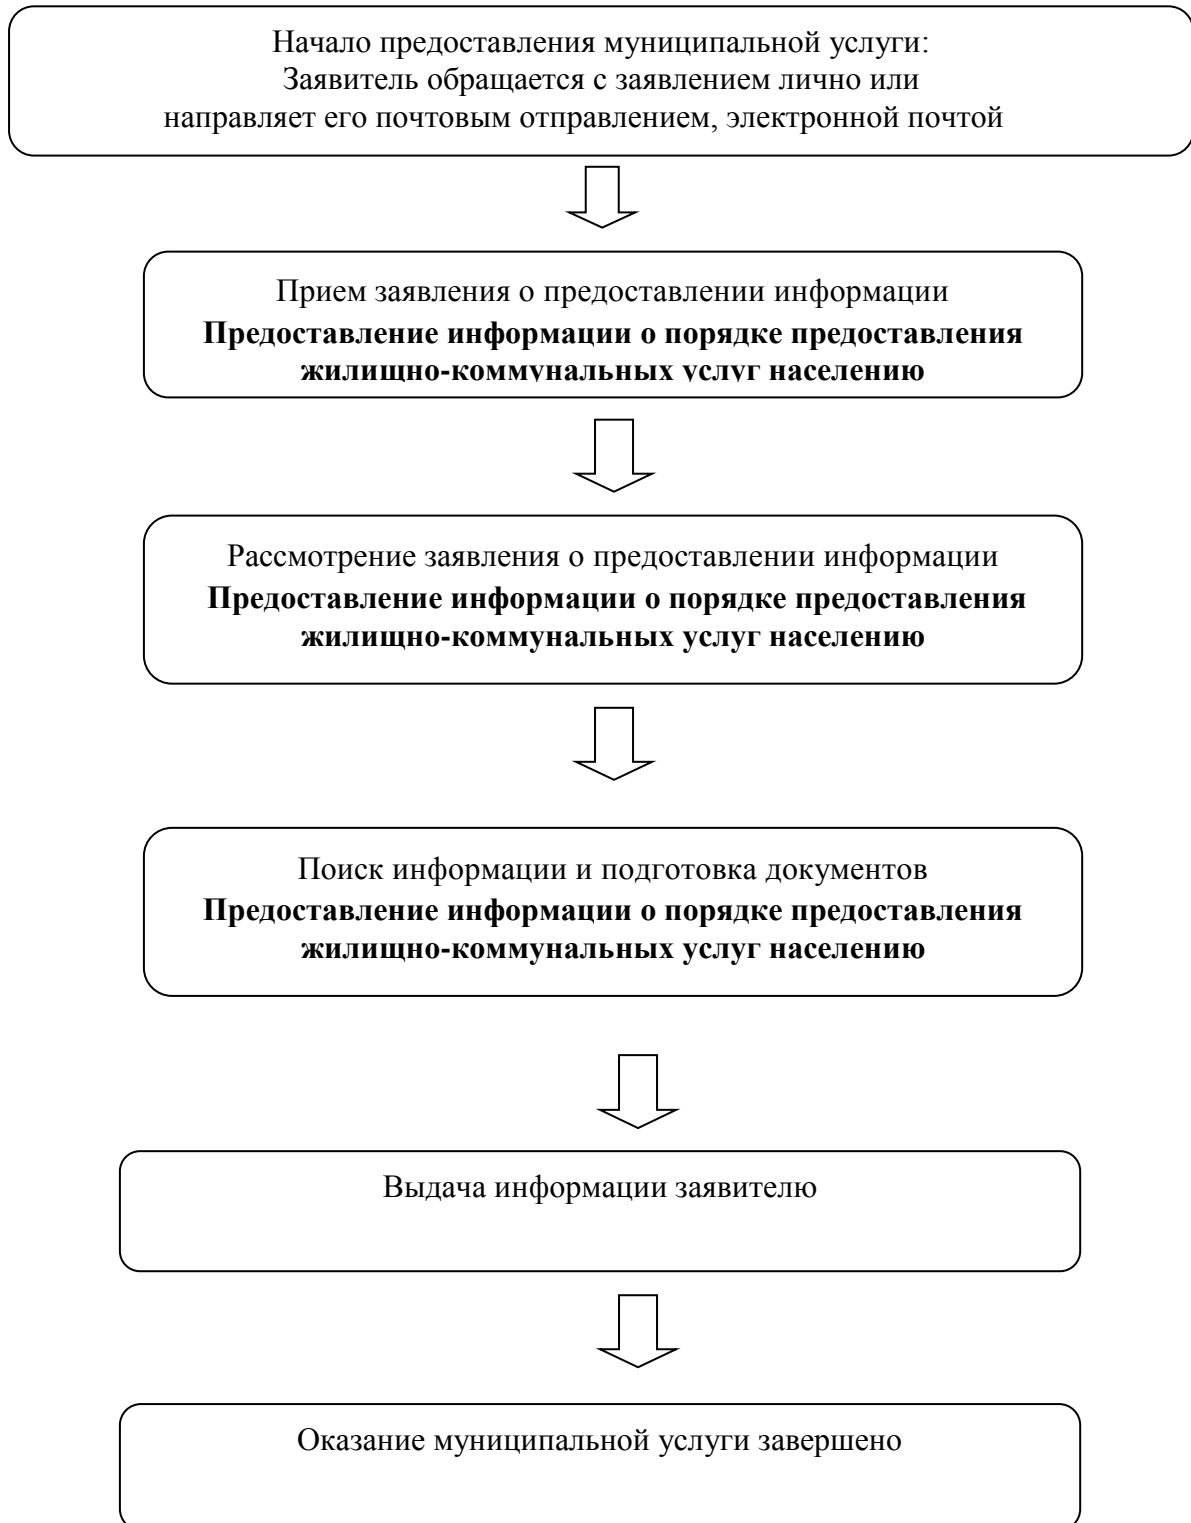 Начало предоставления муниципальной услуги:
Заявитель обращается с заявлением лично или
направляет его почтовым отправлением, электронной почтой
Прием заявления о предоставлении информации
Предоставление информации о порядке предоставления
жилищно-коммунальных услуг населению
Рассмотрение заявления о предоставлении информации
Предоставление информации о порядке предоставления
жилищно-коммунальных услуг населению
Поиск информации и подготовка документов
Предоставление информации о порядке предоставления
жилищно-коммунальных услуг населению
Выдача информации заявителю
Оказание муниципальной услуги завершено